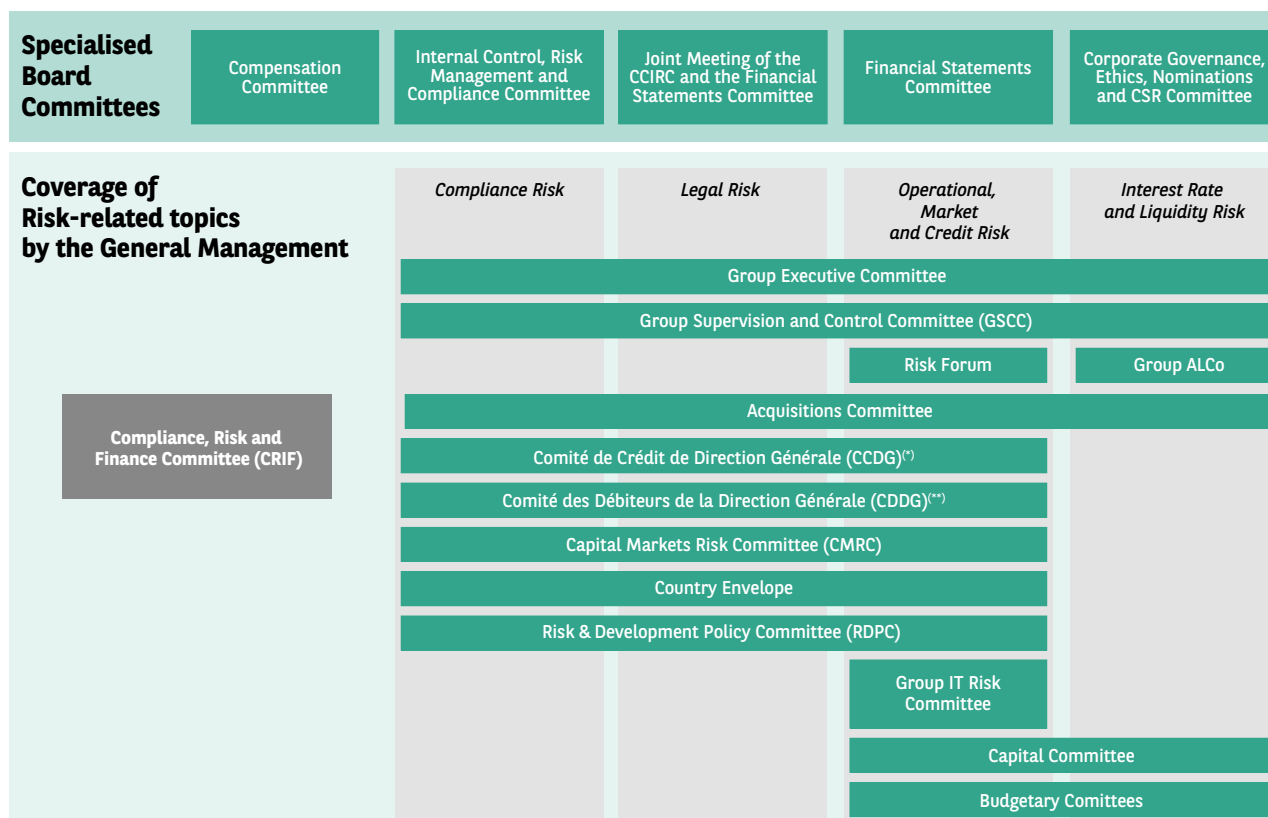 Specialised
Board
Committees
Compensation
Committee
Internal Control, Risk
Management and
Compliance Committee
Joint Meeting of the
CCIRC and the Financial
Statements Committee
Financial Statements
Committee
Corporate Governance,
Ethics, Nominations
and CSR Committee
Coverage of
Risk-related topics
by the General Management
Compliance Risk
Legal Risk
Operational,
Market
and Credit Risk
Interest Rate
and Liquidity Risk
Group Executive Committee
Group Supervision and Control Committee (GSCC)
Risk Forum
Group ALCo
Acquisitions Committee
Compliance, Risk and
Finance Committee (CRIF)
Comité de Crédit de Direction Générale (CCDG)(*)
Comité des Débiteurs de la Direction Générale (CDDG)(**)
Capital Markets Risk Committee (CMRC)
Country Envelope
Risk & Development Policy Committee (RDPC)
Group IT Risk
Committee
Capital Committee
Budgetary Comittees